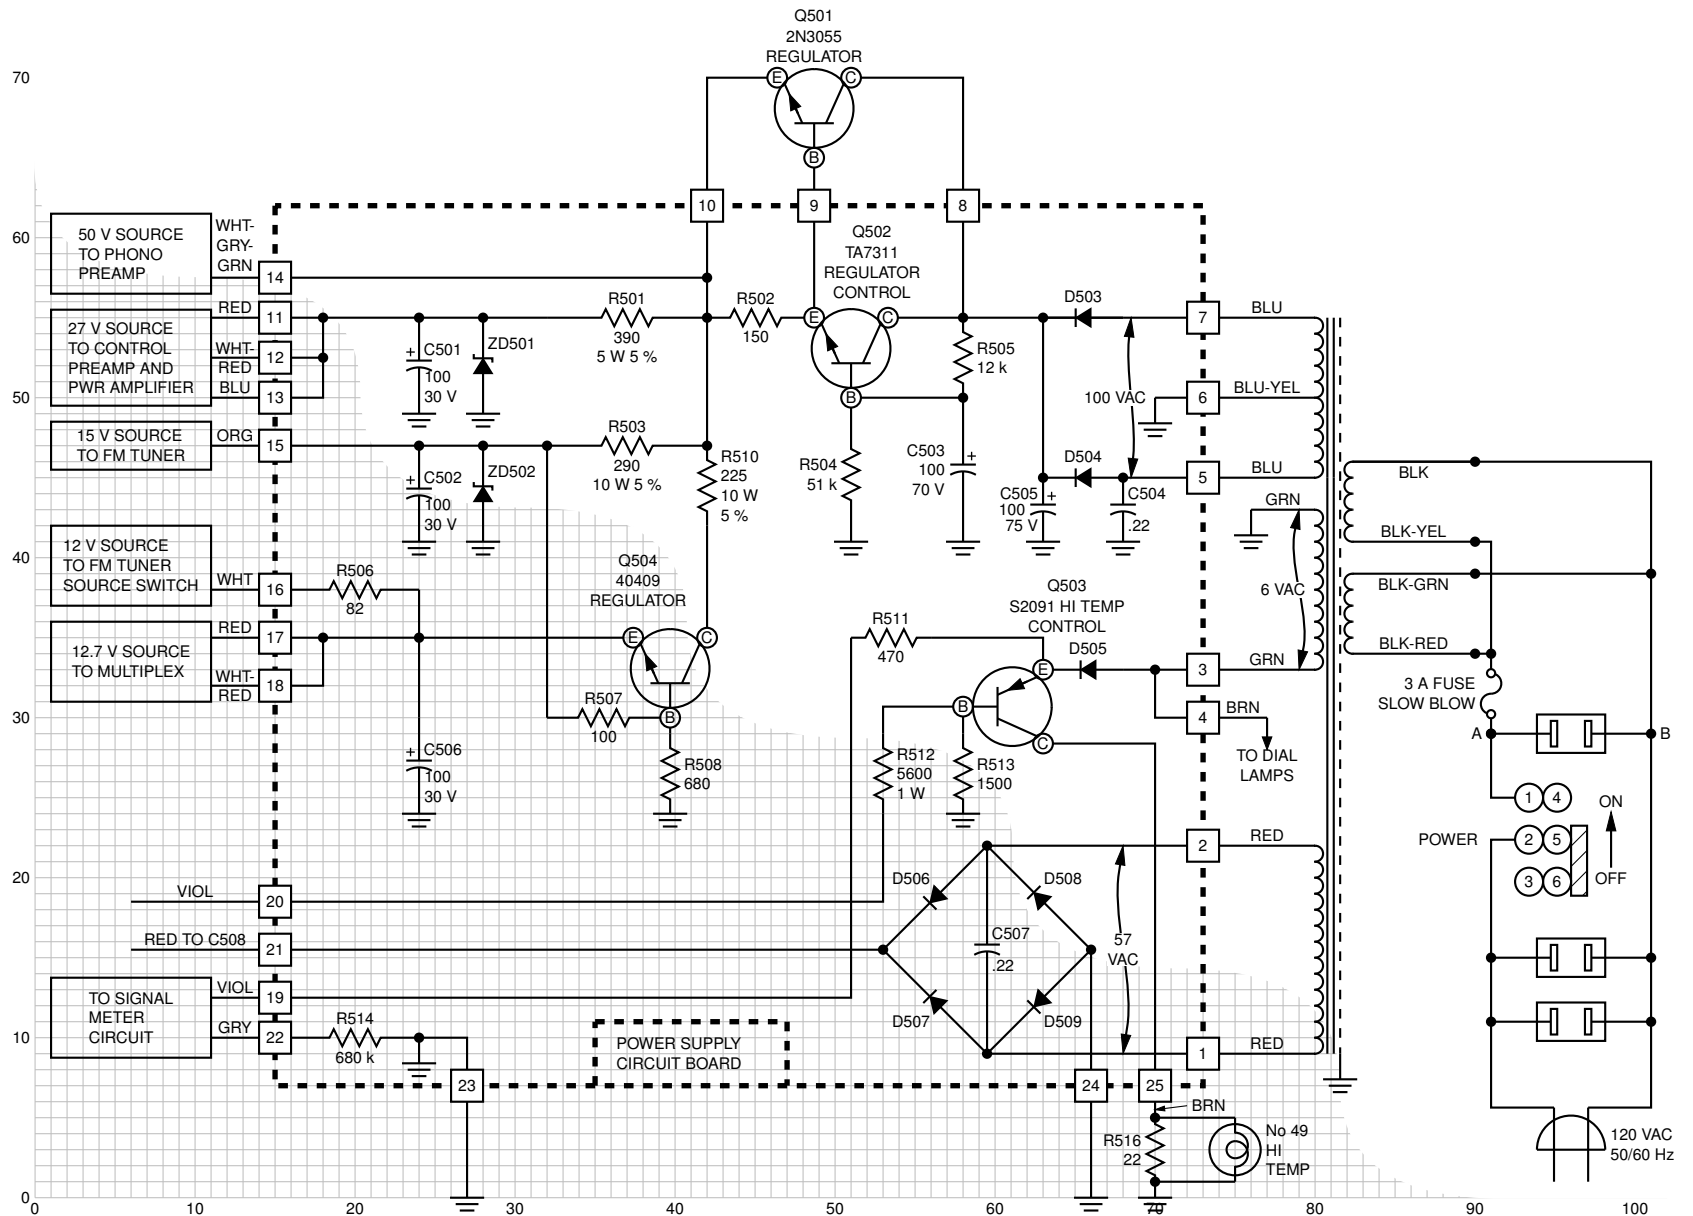 Q501
2N3055
REGULATOR
70
E
C
B
10
9
8
60
50 V SOURCE
TO PHONO
PREAMP
WHT-
GRY-
GRN
14
Q502
TA7311
REGULATOR
CONTROL
RED
11
R501
390
5 W 5 %
R502
150
E
C
B
D503
7
BLU
27 V SOURCE
TO CONTROL
PREAMP AND
PWR AMPLIFIER
WHT-
RED
12
BLU
13
+
C501
100
30 V
ZD501
R505
12 k
50
100 VAC
6
BLU-YEL
15 V SOURCE
TO FM TUNER
ORG
15
R503
290
10 W 5 %
+
C502
100
30 V
ZD502
R510
225
10 W
5 %
R504
51 k
C503
100
70 V
+
D504
5
BLU
C505
100
75 V
+
C504
.22
GRN
BLK
BLK-YEL
40
12 V SOURCE
TO FM TUNER
SOURCE SWITCH
WHT
16
R506
82
Q504
40409
REGULATOR
E
C
B
Q503
S2091 HI TEMP
CONTROL
6 VAC
BLK-GRN
BLK-RED
12.7 V SOURCE
TO MULTIPLEX
RED
17
WHT-
RED
18
R511
470
D505
E
B
C
3
GRN
4
BRN
TO DIAL
LAMPS
3 A FUSE
SLOW BLOW
A
B
30
R507
100
R508
680
+
C506
100
30 V
R512
5600
1 W
R513
1500
1
4
2
5
3
6
POWER
ON
OFF
2
RED
20
VIOL
20
D506
D508
RED TO C508
21
C507
.22
57
VAC
D507
D509
TO SIGNAL
METER
CIRCUIT
VIOL
19
GRY
22
R514
680 k
10
POWER SUPPLY
CIRCUIT BOARD
1
RED
23
24
25
BRN
R516
22
No 49
HI
TEMP
120 VAC
50/60 Hz
0
0
10
20
30
40
50
60
70
80
90
100